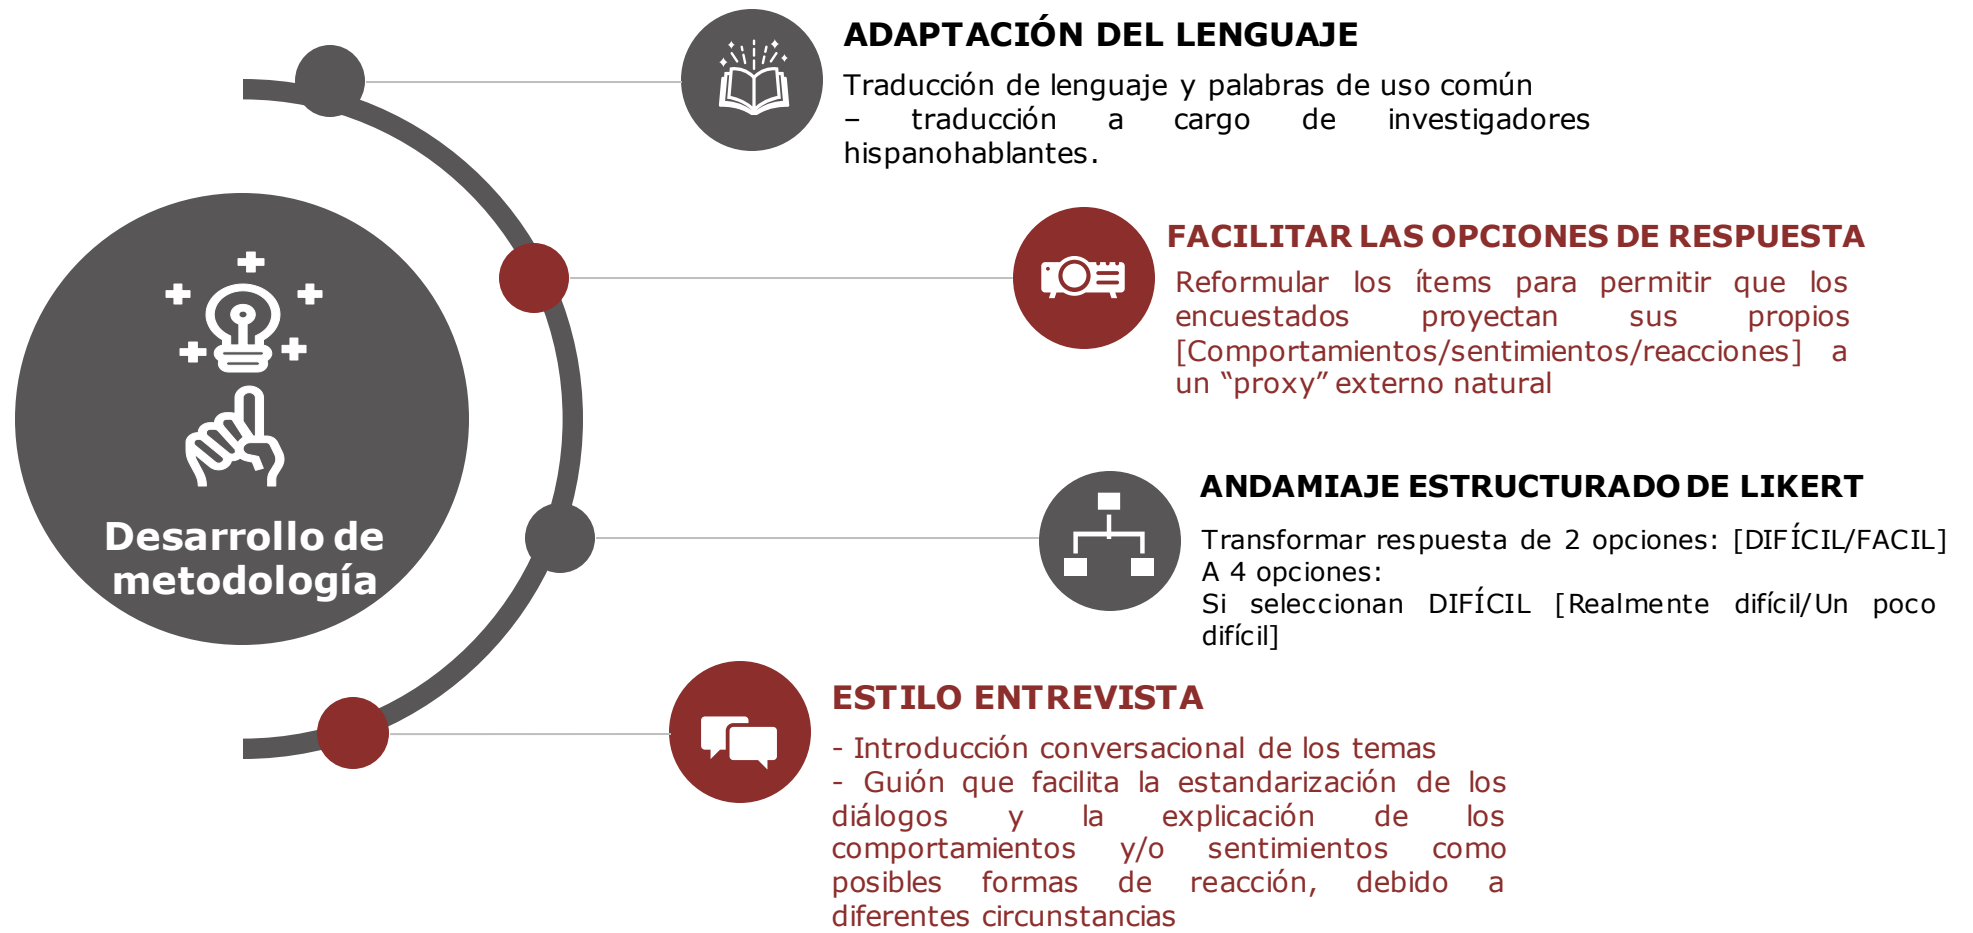 Desarrollo de
metodología
ADAPTACIÓN DEL LENGUAJE
Traducción de lenguaje y palabras de uso común
– traducción a cargo de investigadores
hispanohablantes.
FACILITAR LAS OPCIONES DE RESPUESTA
Reformular los ítems para permitir que los
encuestados proyectan sus propios
[Comportamientos/sentimientos/reacciones] a
un “proxy” externo natural
ANDAMIAJE ESTRUCTURADO DE LIKERT
Transformar respuesta de 2 opciones: [DIFÍCIL/FACIL]
A 4 opciones:
Si seleccionan DIFÍCIL [Realmente difícil/Un poco
difícil]
ESTILO ENTREVISTA
- Introducción conversacional de los temas
- Guión que facilita la estandarización de los
diálogos y la explicación de los
comportamientos y/o sentimientos como
posibles formas de reacción, debido a
diferentes circunstancias